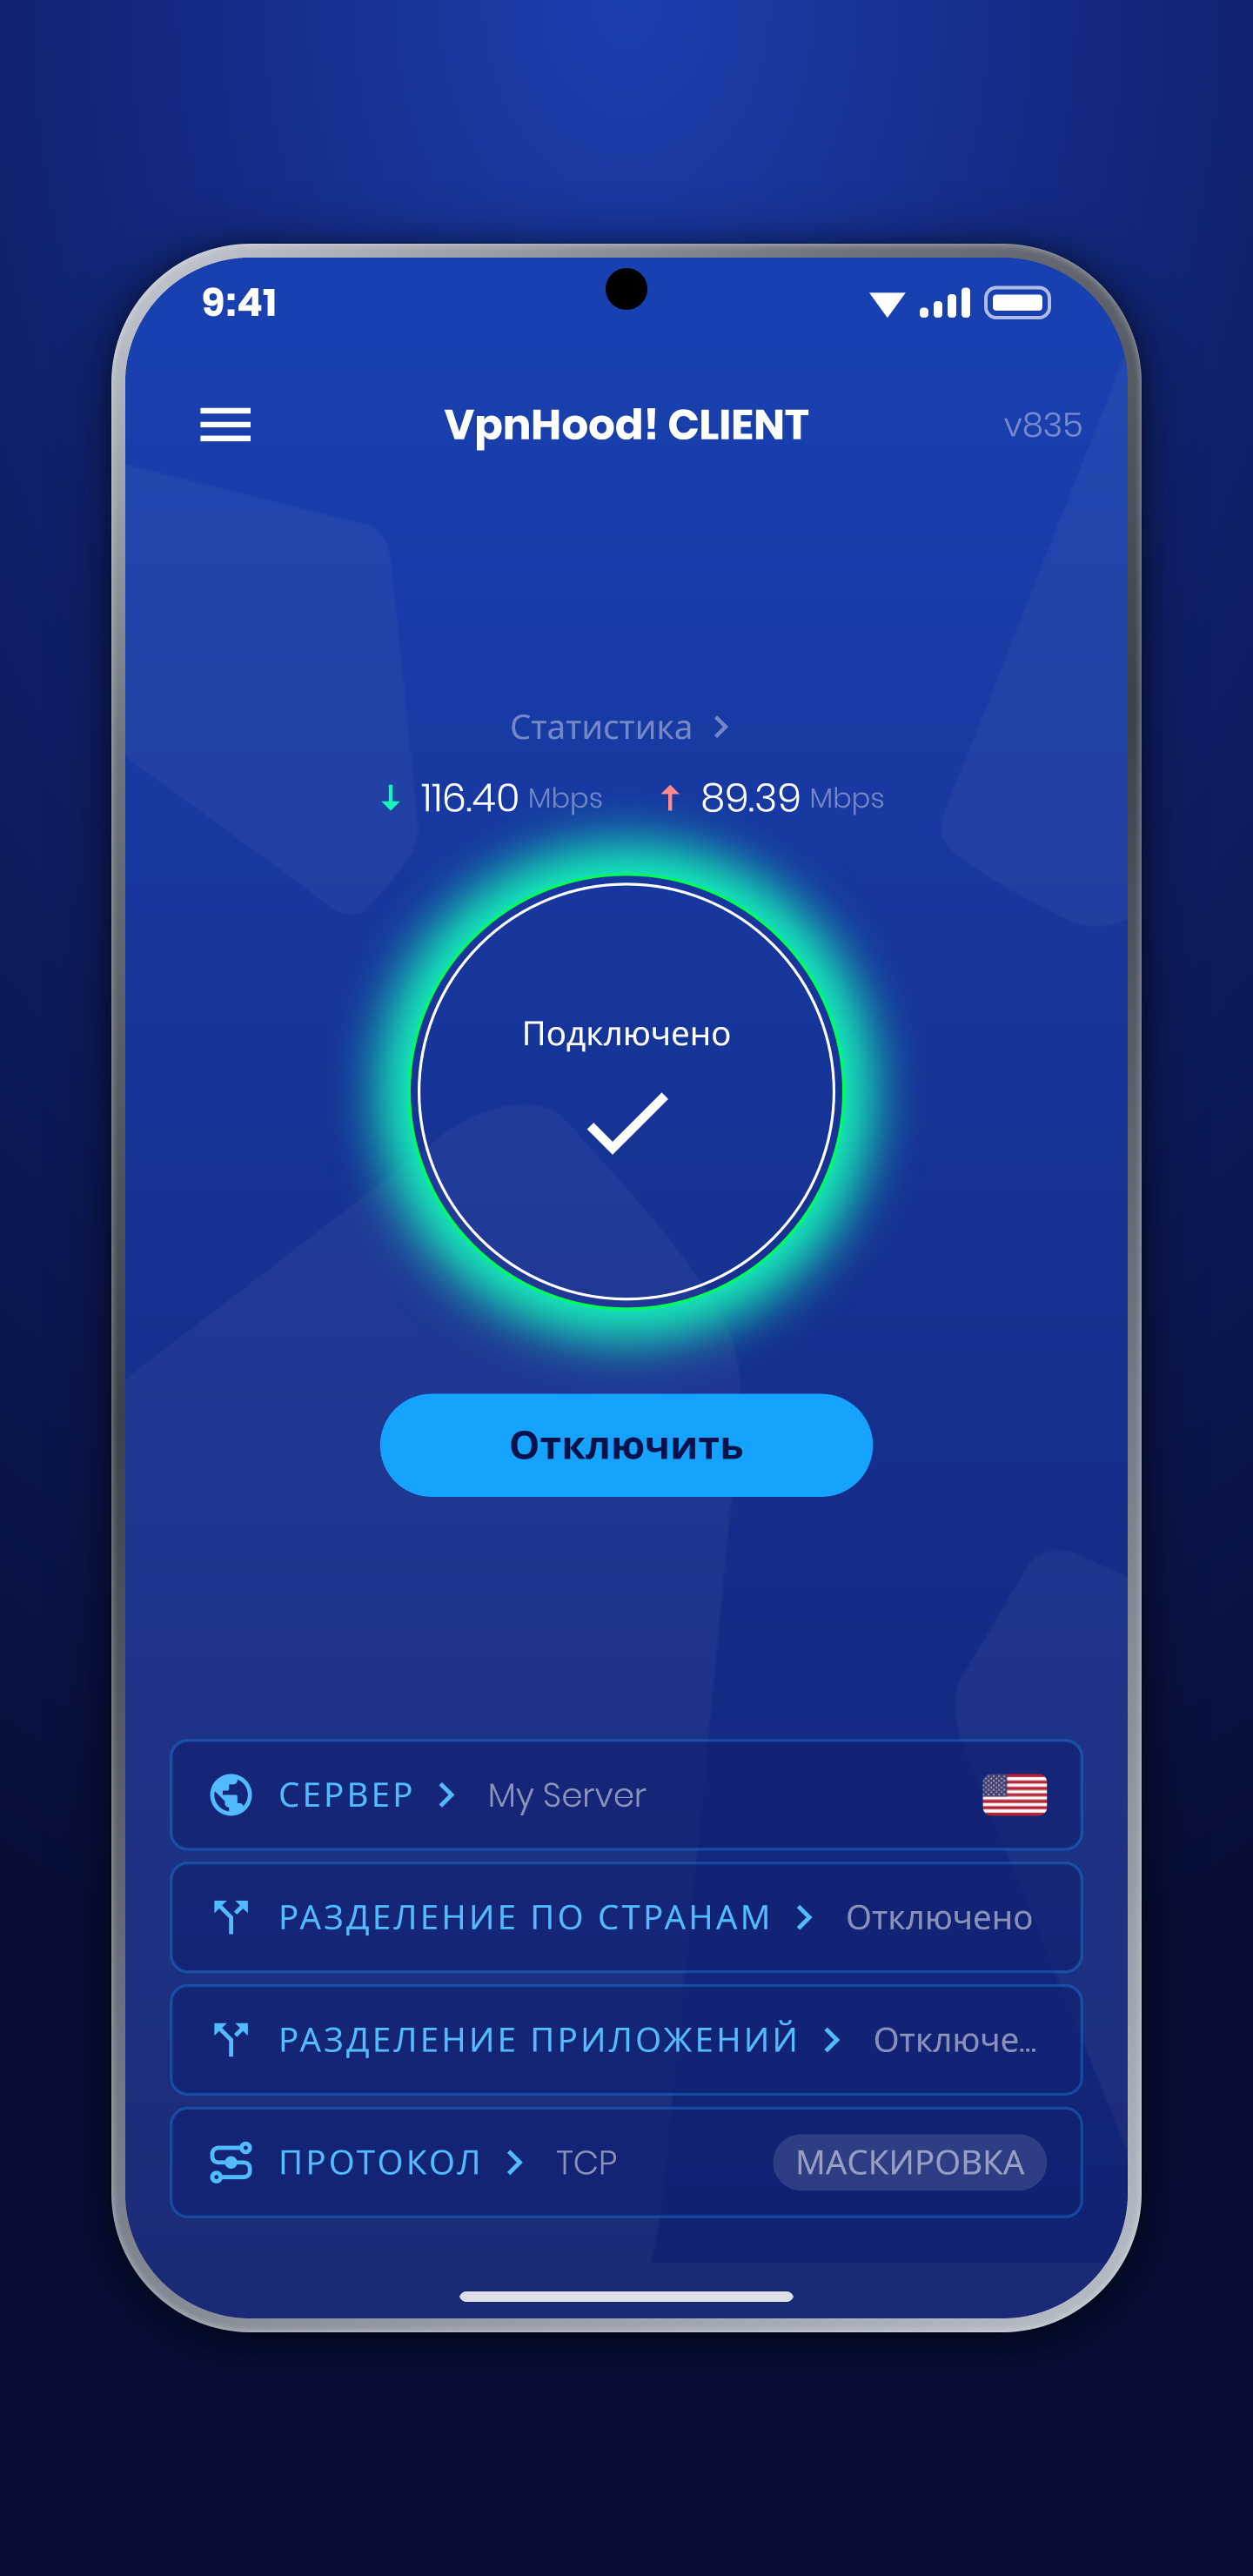 9:41
VpnHood! CLIENT
v835
Статистика
116.40 Mbps 89.39 Mbps
Подключено
Отключить
СЕРВЕР My Server
РАЗДЕЛЕНИЕ ПО СТРАНАМ Отключено
РАЗДЕЛЕНИЕ ПРИЛОЖЕНИЙ Отключе...
ПРОТОКОЛ TCP МАСКИРОВКА